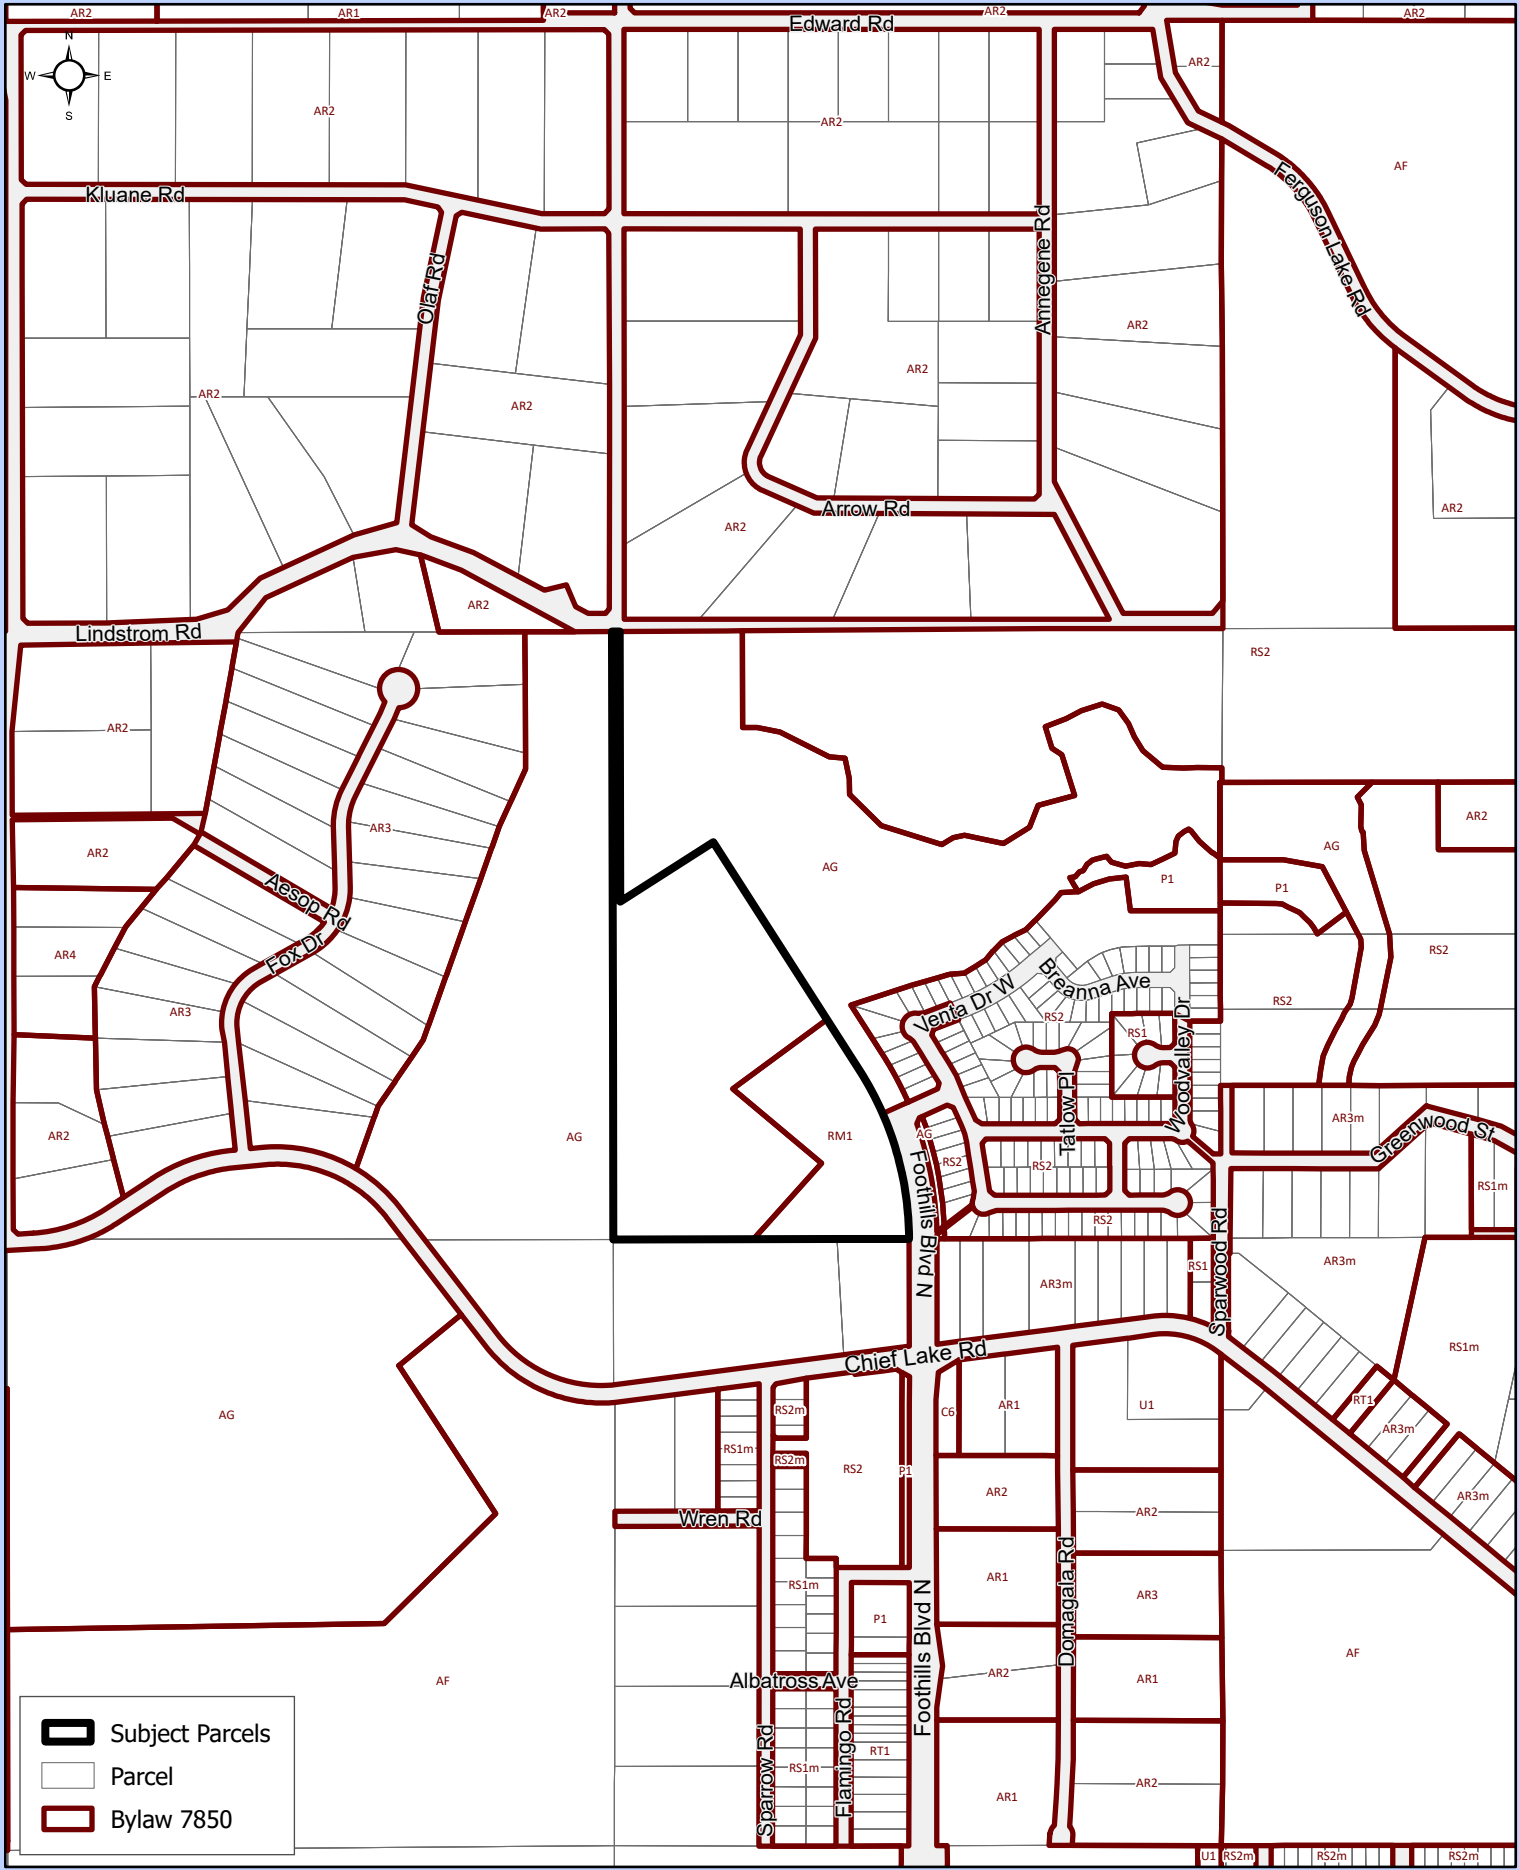 AR2
AR1
AR2
AR2
AR2
Edward Rd
N
W
E
S
AR2
AR2
AR2
AF
Kluane Rd
Ferguson Lake Rd
Annegene Rd
Olaf Rd
AR2
AR2
AR2
AR2
AR2
Arrow Rd
AR2
AR2
AR2
Lindstrom Rd
RS2
AR2
AR3
AR2
AR2
AG
AG
P1
P1
Aesop Rd
Fox Dr
AR4
RS2
Breanna Ave
Venta Dr W
RS2
AR3
RS2
RS1
Woodvalley Dr
Tatlow Pl
AR3m
Greenwood St
AR2
AG
RM1
AG
RS2
RS2
RS1m
Foothills Blvd N
RS2
Sparwood Rd
AR3m
RS1
AR3m
Chief Lake Rd
RS1m
AG
RS2m
C6
AR1
U1
RT1
AR3m
RS1m
RS2m
RS2
P1
AR2
AR2
AR3m
Wren Rd
Domagala Rd
RS1m
AR1
AR3
P1
Foothills Blvd N
AF
AR2
AR1
AF
Albatross Ave
Sparrow Rd
Flamingo Rd
RS1m
RT1
AR1
AR2
Subject Parcels
Parcel
Bylaw 7850
U1
RS2m
RS2m
RS2m